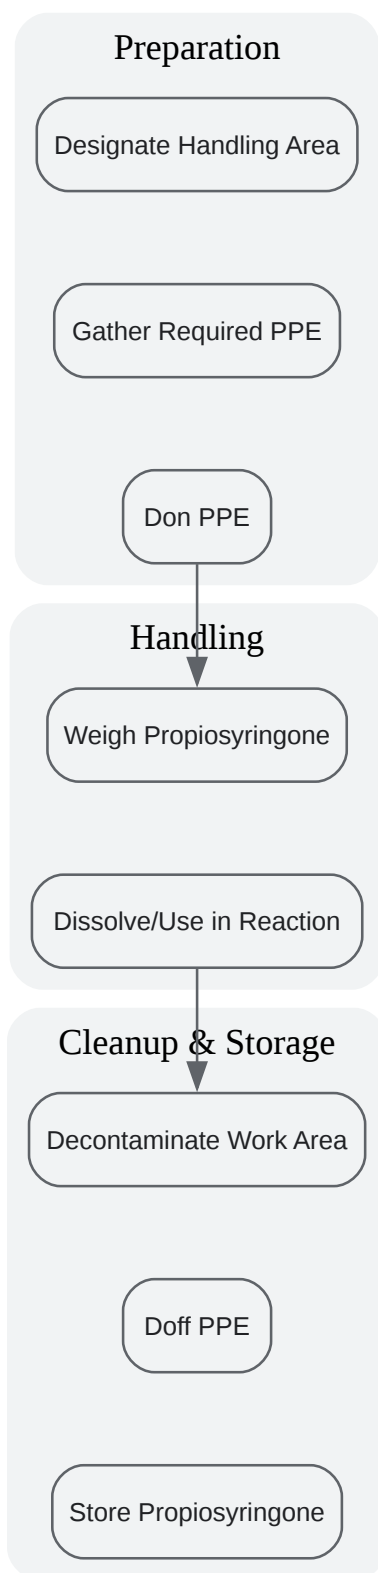 Preparation
Designate Handling Area
Gather Required PPE
Don PPE
Handling
Weigh Propiosyringone
Dissolve/Use in Reaction
Cleanup & Storage
Decontaminate Work Area
Doff PPE
Store Propiosyringone